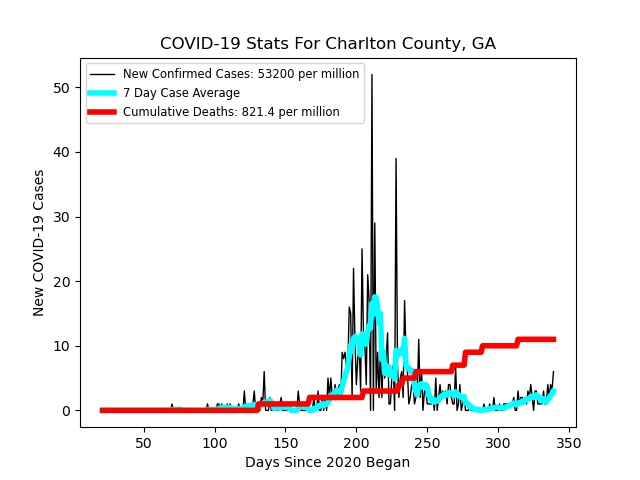 COVID-19 Stats For Charlton County, GA
New Confirmed Cases: 53200 per million
7 Day Case Average
Cumulative Deaths: 821.4 per million
New COVID-19 Cases
50
40
30
20
10
0
50 100 150 200 250 300 350
Days Since 2020 Began